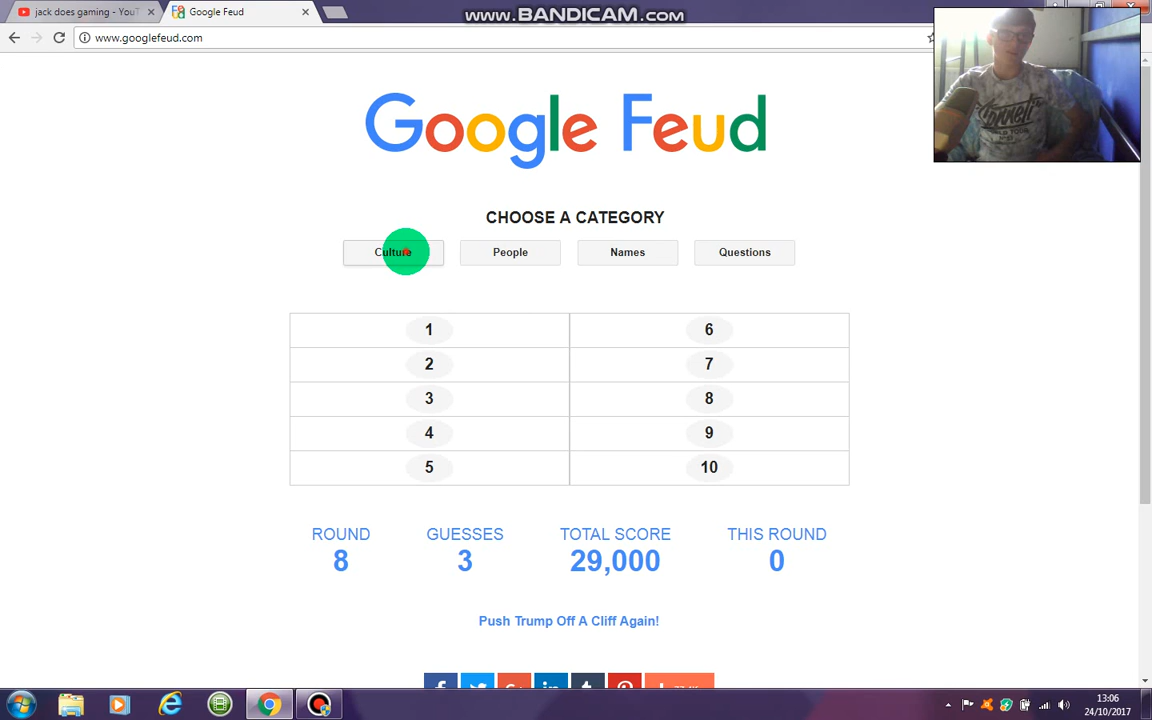 jack does gaming - YouT
Google Feud
www.BANDICAM.com
www.googlefeud.com
Google Feud
CHOOSE A CATEGORY
Culture People Names Questions
1 6
2 7
3 8
4 9
5 10
ROUND GUESSES TOTAL SCORE THIS ROUND
8 3 29,000 0
Push Trump Off A Cliff Again!
13:06
24/10/2017